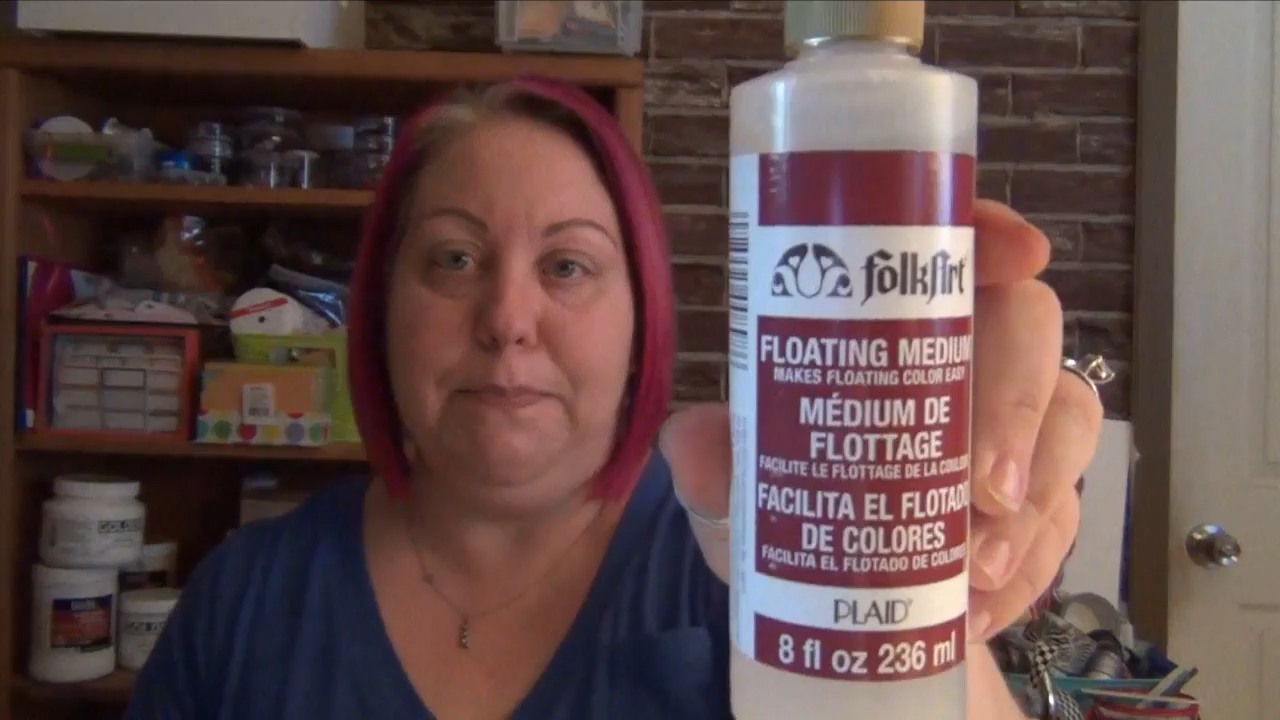 folkArt
FLOATING MEDIUM
MAKES FLOATING COLOR EASY
MÉDIUM DE
FLOTTAGE
FACILITE LE FLOTTAGE DE LA COULEUR
FACILITA EL FLOTADO
DE COLORES
FACILITA EL FLOTADO DE COLORES
PLAID
8 fl oz 236 ml
GOLDEN